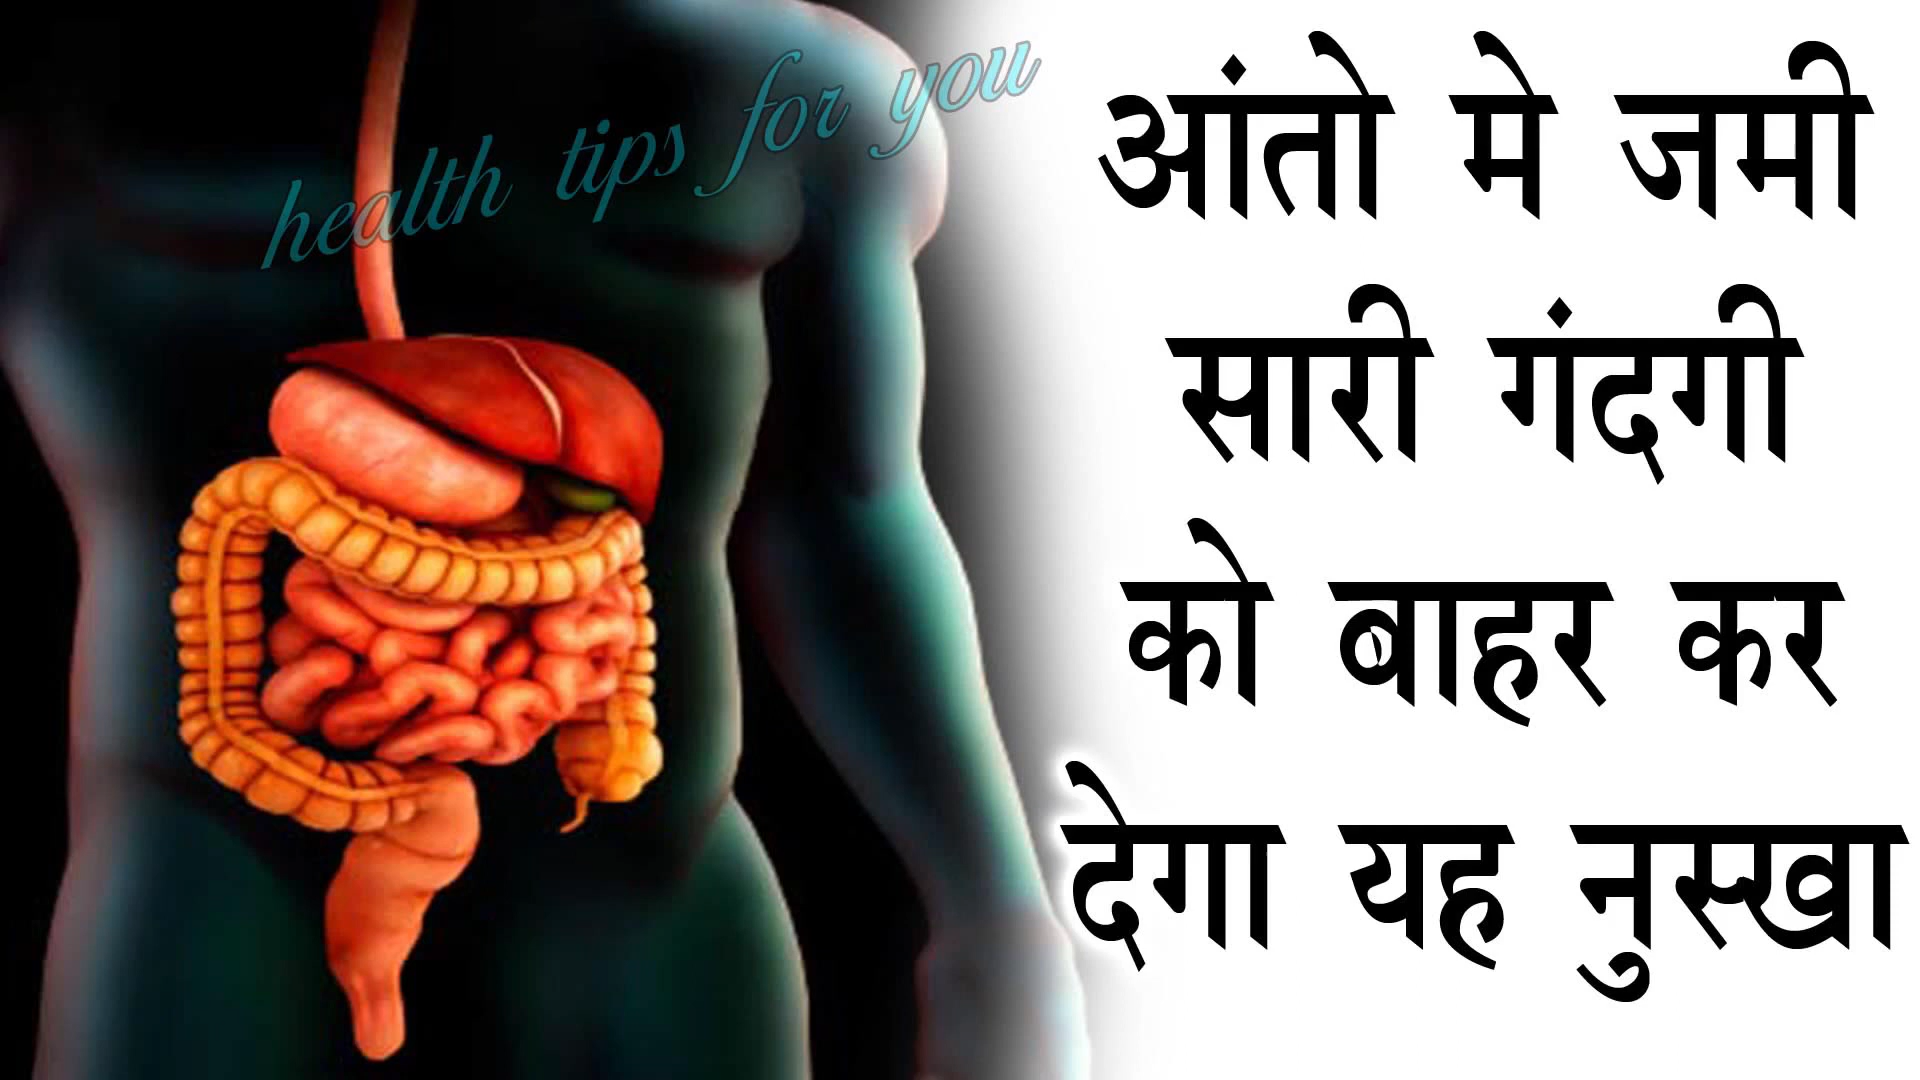 health tips for you
आंतो मे जमी
सारी गंदगी
को बाहर कर
देगा यह नुस्खा